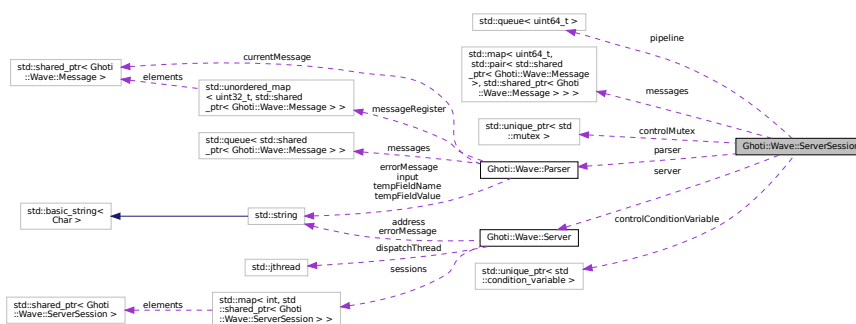 std::queue< uint64_t >
pipeline
std::map< uint64_t,
std::pair< std::shared
_ptr< Ghoti::Wave::Message
>, std::shared_ptr< Ghoti
::Wave::Message > > >
messages
currentMessage
std::shared_ptr< Ghoti
::Wave::Message >
elements
std::unordered_map
< uint32_t, std::shared
_ptr< Ghoti::Wave::Message > >
messageRegister
std::unique_ptr< std
::mutex >
controlMutex
std::queue< std::shared
_ptr< Ghoti::Wave::Message > >
messages
parser
Ghoti::Wave::ServerSession
Ghoti::Wave::Parser
server
errorMessage
input
tempFieldName
tempFieldValue
std::basic_string<
Char >
std::string
address
errorMessage
controlConditionVariable
Ghoti::Wave::Server
dispatchThread
std::jthread
sessions
std::unique_ptr< std
::condition_variable >
std::shared_ptr< Ghoti
::Wave::ServerSession >
elements
std::map< int, std
::shared_ptr< Ghoti
::Wave::ServerSession > >